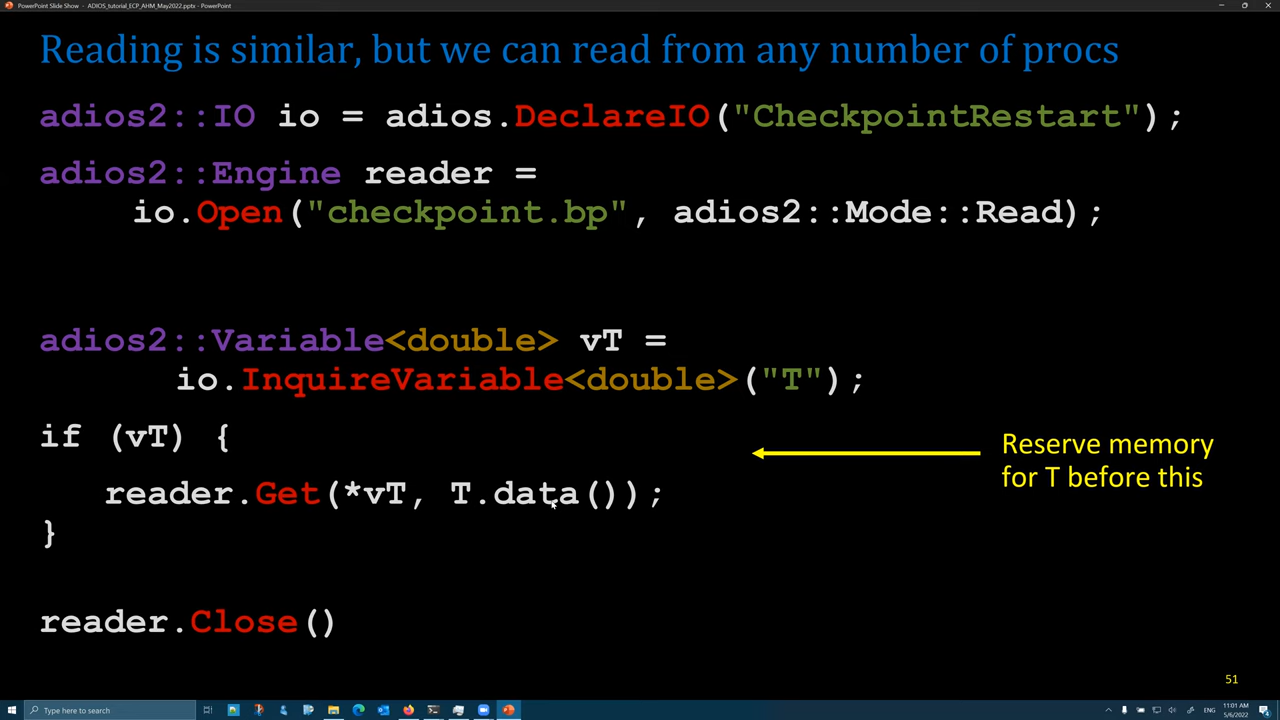 PowerPoint Slide Show - ADIOS_tutorial_ECP_AHM_May2022.pptx - PowerPoint
Reading is similar, but we can read from any number of procs
adios2::IO io = adios.DeclareIO("CheckpointRestart");
adios2::Engine reader =
io.Open("checkpoint.bp", adios2::Mode::Read);
adios2::Variable<double> vT =
io.InquireVariable<double>("T");
if (vT) {
Reserve memory
for T before this
reader.Get(*vT, T.data());
}
reader.Close()
51
Type here to search
ENG
11:01 AM
5/6/2022